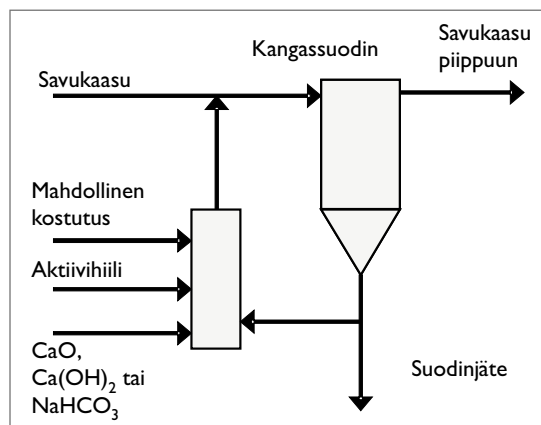 Savukaasu
Kangassuodin
Savukaasu
piippuun
Mahdollinen
kostutus
Aktiivihiili
CaO,
Ca(OH)₂ tai
NaHCO₃
Suodinjäte